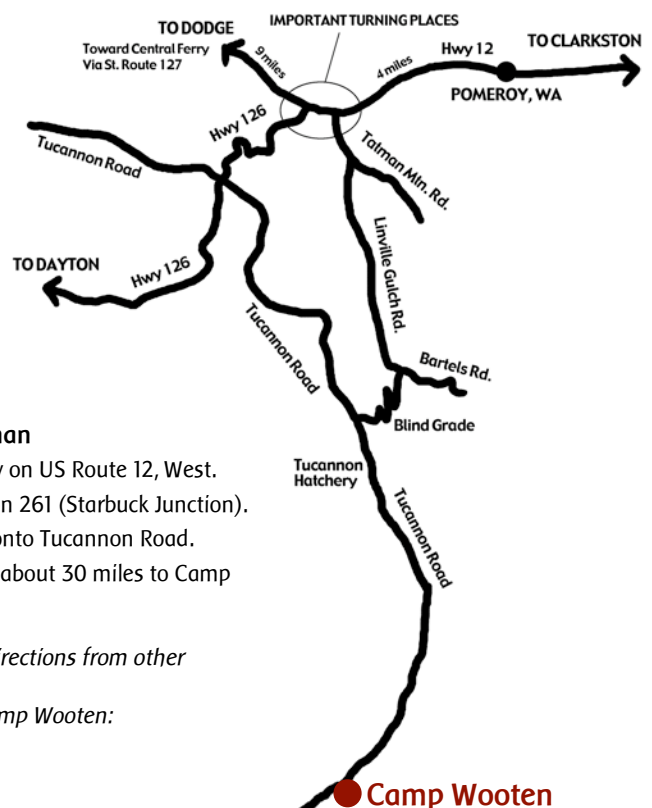 IMPORTANT TURNING PLACES
TO DODGE
Toward Central Ferry
Via St. Route 127
9 miles
4 miles
Hwy 12
TO CLARKSTON
POMEROY, WA
Hwy 126
Tucannon Road
Tatman Mtn. Rd.
TO DAYTON
Hwy 126
Linville Gulch Rd.
Tucannon Road
Bartels Rd.
Blind Grade
Tucannon
Hatchery
Tucannon Road
on US Route 12, West.
261 (Starbuck Junction).
onto Tucannon Road.
about 30 miles to Camp
from other
Wooten:
Camp Wooten